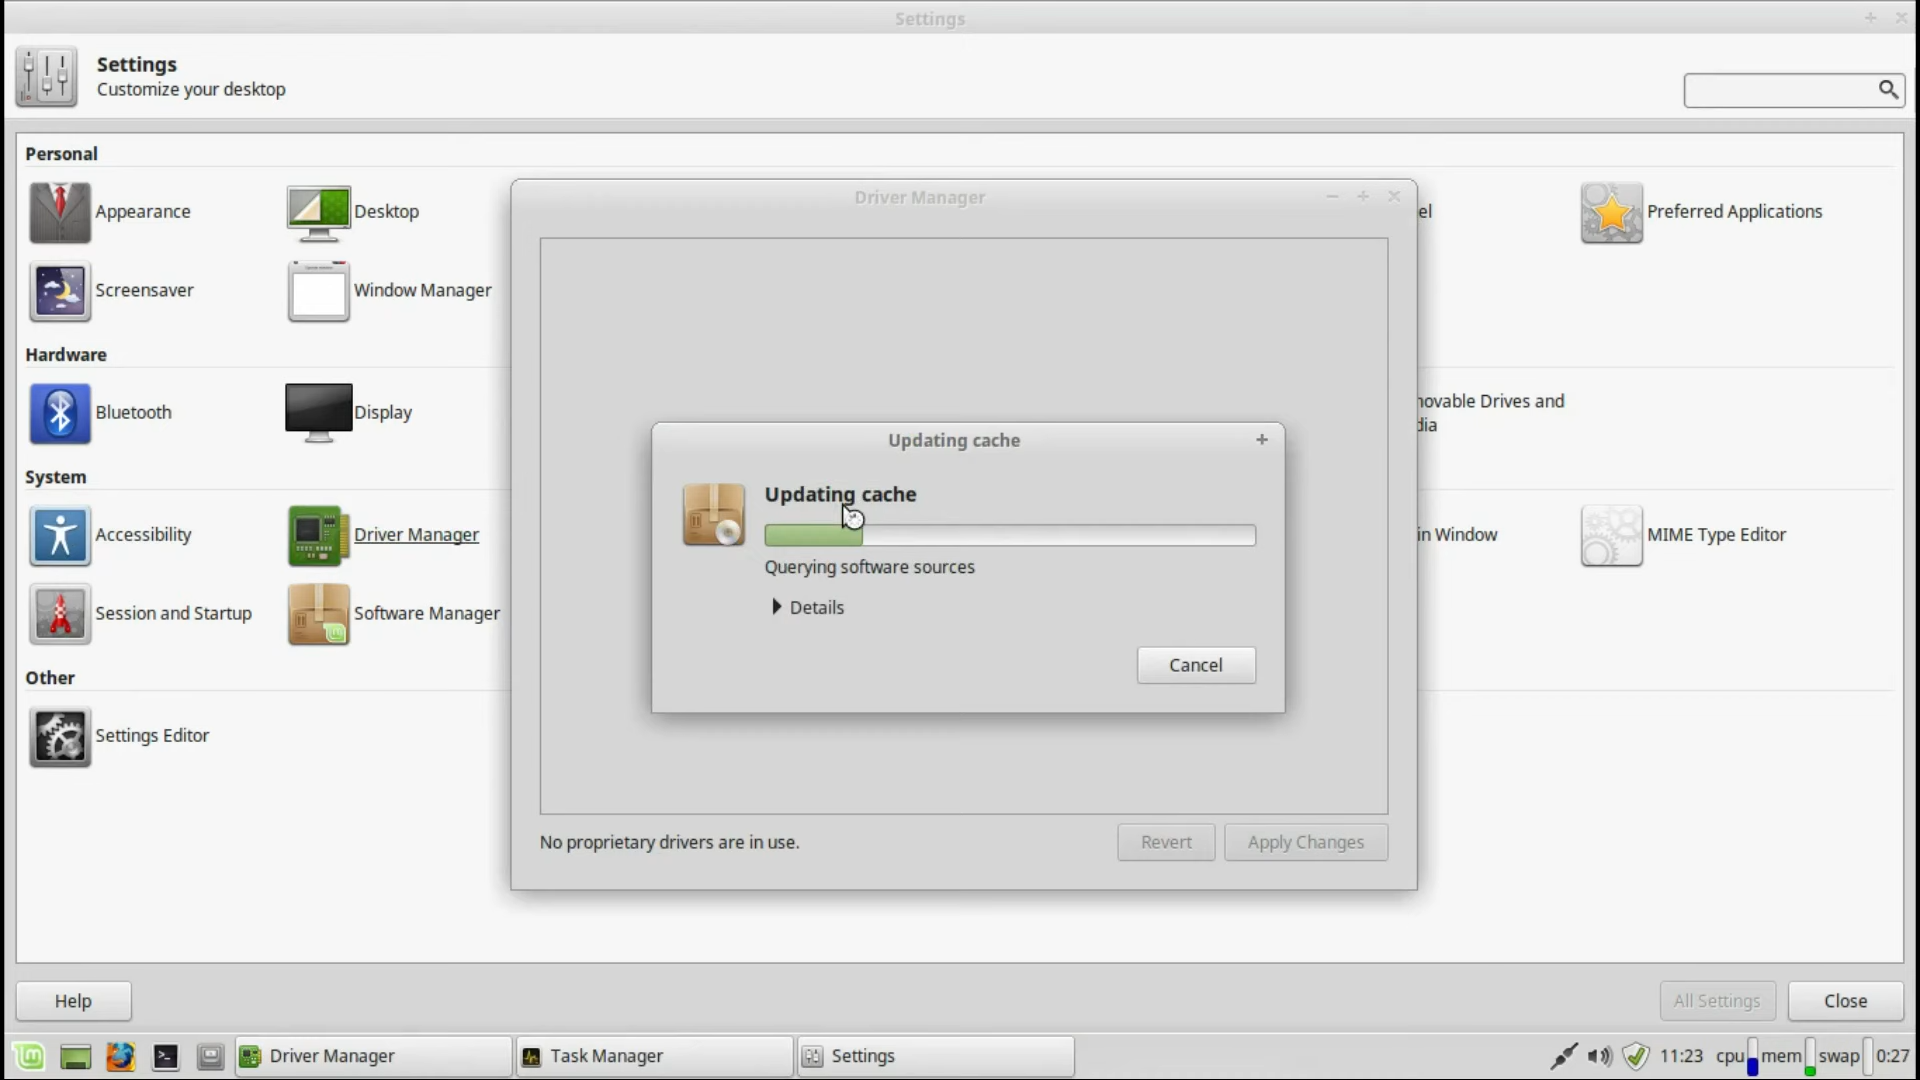 Settings
Settings
Customize your desktop
Personal
Appearance
Desktop
Driver Manager
el
Preferred Applications
Screensaver
Window Manager
Hardware
Bluetooth
Display
movable Drives and
dia
Updating cache
System
Updating cache
Accessibility
Driver Manager
in Window
MIME Type Editor
Querying software sources
Details
Session and Startup
Software Manager
Cancel
Other
Settings Editor
No proprietary drivers are in use.
Revert
Apply Changes
Help
All Settings
Close
Driver Manager
Task Manager
Settings
11:23
cpu
mem
swap
0:27